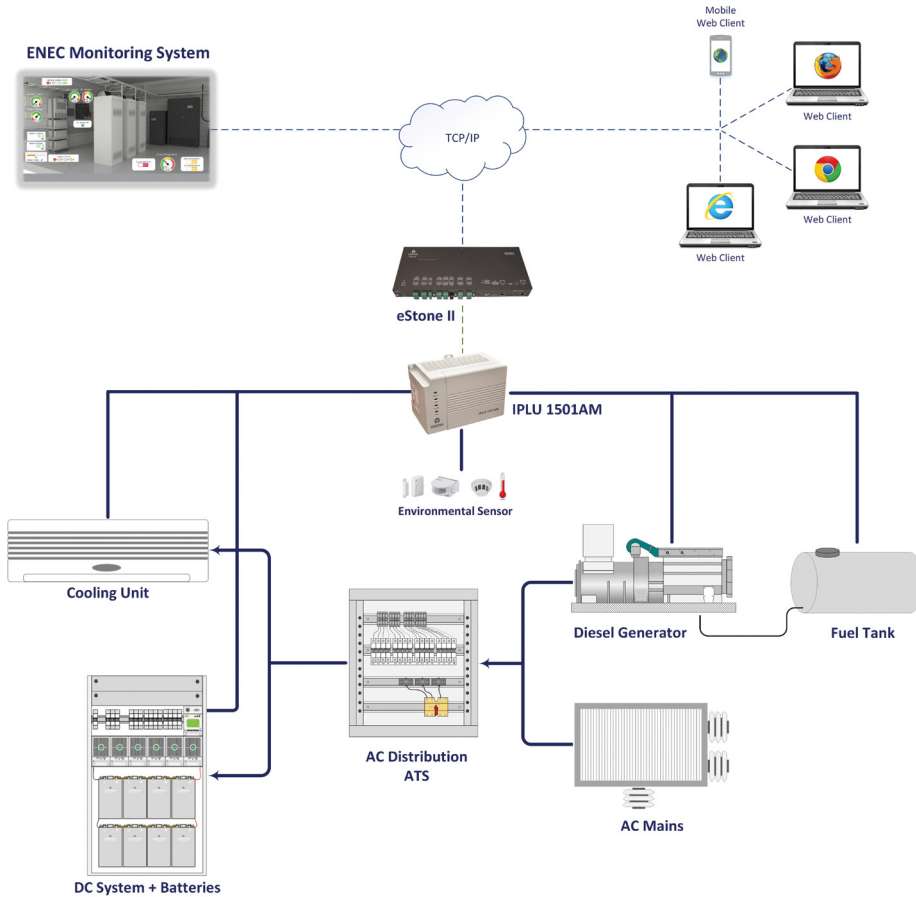 Mobile
Web Client
ENEC Monitoring System
TCP/IP
Web Client
Web Client
Web Client
eStone II
IPLU 1501AM
Environmental Sensor
Cooling Unit
Diesel Generator
Fuel Tank
AC Distribution
ATS
AC Mains
DC System + Batteries